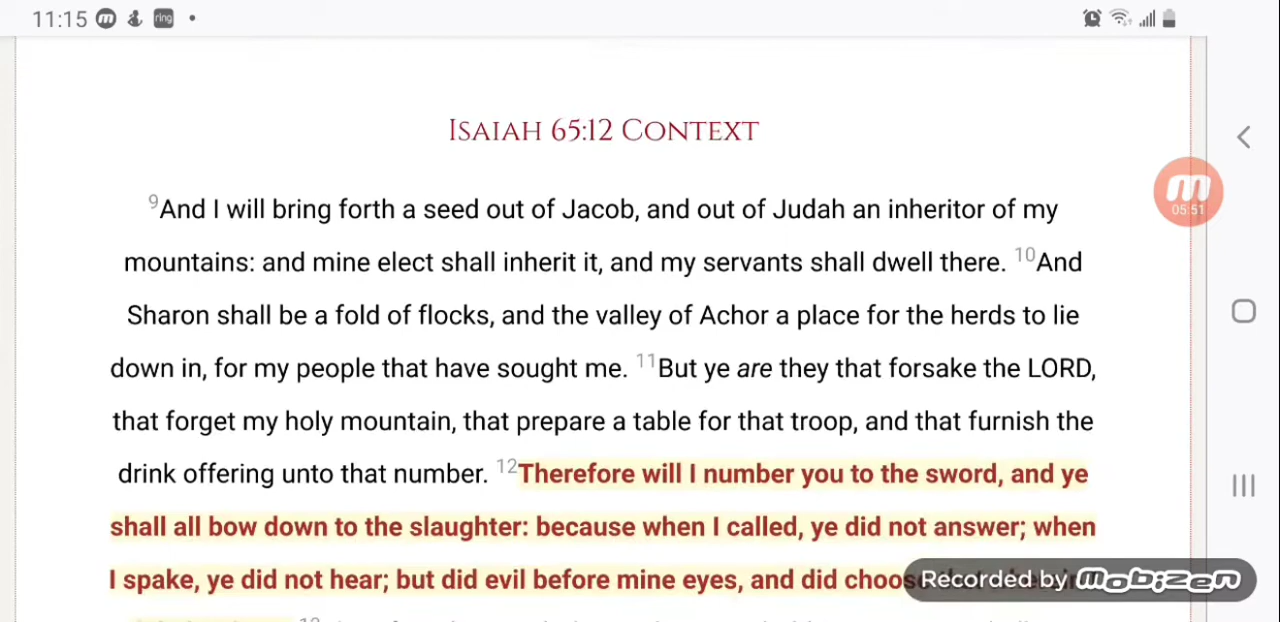 11:15 m ring
Isaiah 65:12 Context
9And I will bring forth a seed out of Jacob, and out of Judah an inheritor of my
mountains: and mine elect shall inherit it, and my servants shall dwell there. 10And
Sharon shall be a fold of flocks, and the valley of Achor a place for the herds to lie
down in, for my people that have sought me. 11But ye are they that forsake the LORD,
that forget my holy mountain, that prepare a table for that troop, and that furnish the
drink offering unto that number. 12Therefore will I number you to the sword, and ye
shall all bow down to the slaughter: because when I called, ye did not answer; when
I spake, ye did not hear; but did evil before mine eyes, and did
m
05:51
Recorded by mobizen